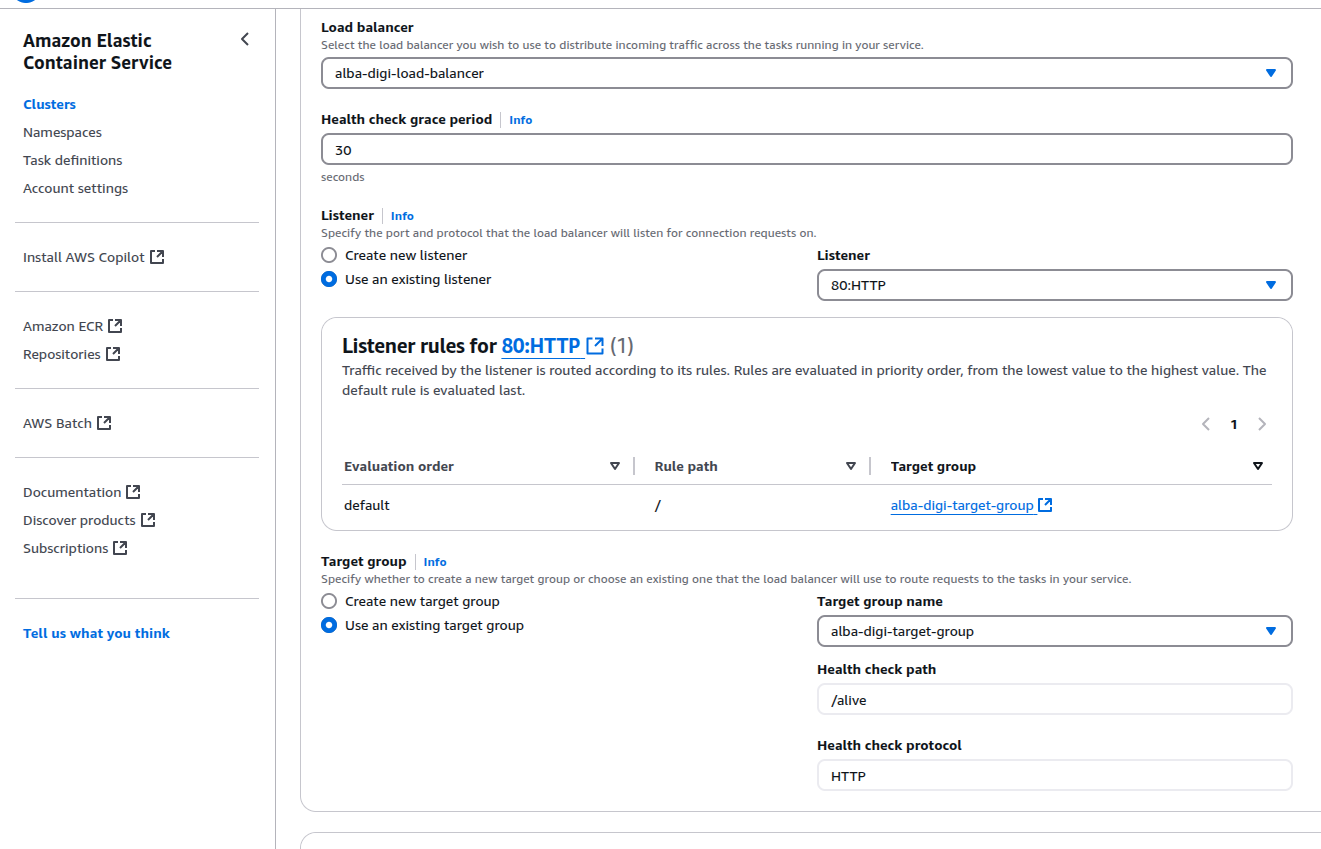 Amazon Elastic
Container Service
Clusters
Namespaces
Task definitions
Account settings
Install AWS Copilot
Amazon ECR
Repositories
AWS Batch
Documentation
Discover products
Subscriptions
Tell us what you think
Load balancer
Select the load balancer you wish to use to distribute incoming traffic across the tasks running in your service.
alba-digi-load-balancer
Health check grace period Info
30
seconds
Listener Info
Specify the port and protocol that the load balancer will listen for connection requests on.
Create new listener
Use an existing listener
Listener
80:HTTP
Listener rules for 80:HTTP (1)
Traffic received by the listener is routed according to its rules. Rules are evaluated in priority order, from the lowest value to the highest value. The
default rule is evaluated last.
1
Evaluation order Rule path Target group
default / alba-digi-target-group
Target group Info
Specify whether to create a new target group or choose an existing one that the load balancer will use to route requests to the tasks in your service.
Create new target group
Use an existing target group
Target group name
alba-digi-target-group
Health check path
/alive
Health check protocol
HTTP